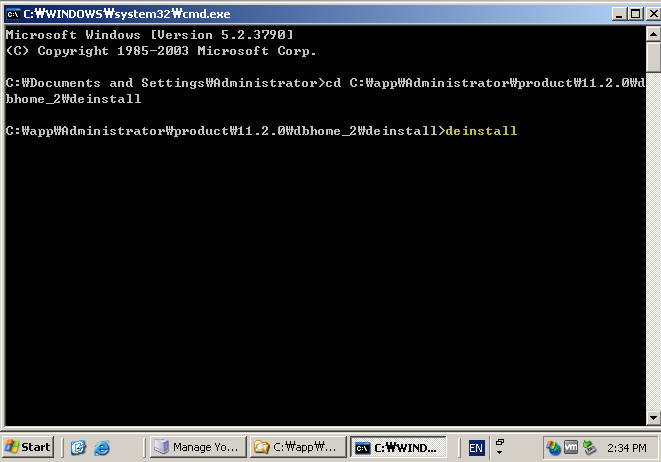 C:₩WINDOWS₩system32₩cmd.exe
Microsoft Windows [Version 5.2.3790]
(C) Copyright 1985-2003 Microsoft Corp.
C:₩Documents and Settings₩Administrator>cd C:₩app₩Administrator₩product₩11.2.0₩d
bhome_2₩deinstall
C:₩app₩Administrator₩product₩11.2.0₩dbhome_2₩deinstall>deinstall
Start
Manage Yo...
C:₩app₩...
C:₩WIND...
EN
vm
2:34 PM